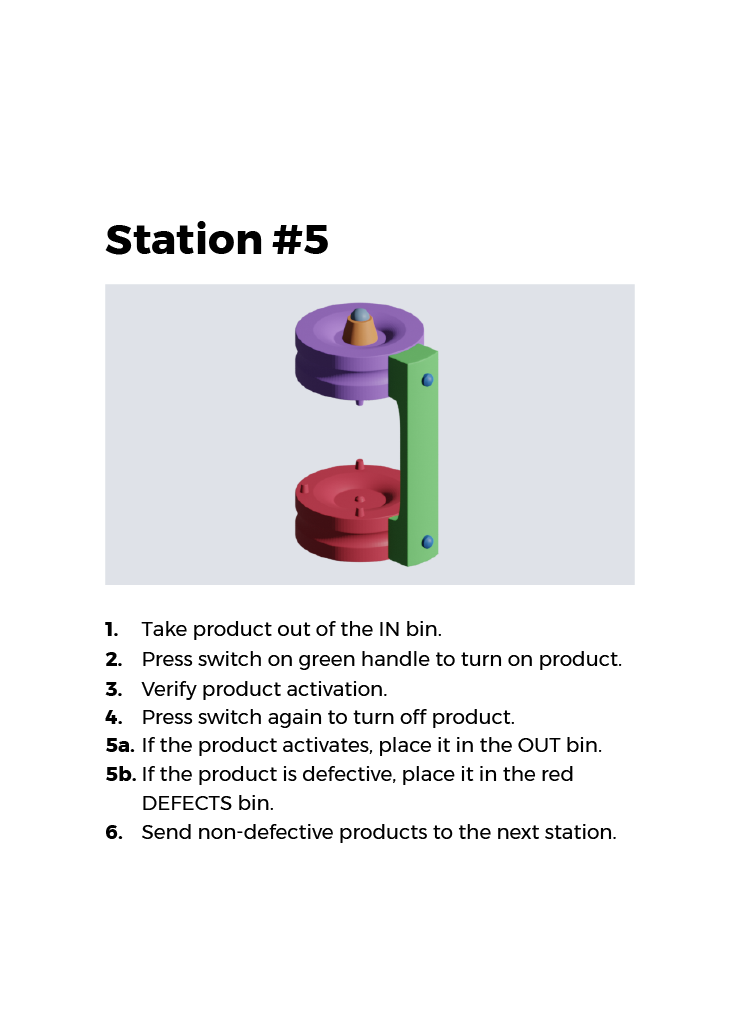 Station #5
1. Take product out of the IN bin.
2. Press switch on green handle to turn on product.
3. Verify product activation.
4. Press switch again to turn off product.
5a. If the product activates, place it in the OUT bin.
5b. If the product is defective, place it in the red
DEFECTS bin.
6. Send non-defective products to the next station.